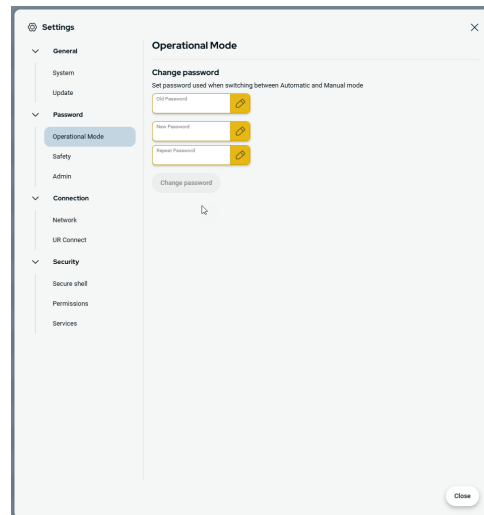 Settings
General
System
Update
Password
Operational Mode
Safety
Admin
Connection
Network
UR Connect
Security
Secure shell
Permissions
Services
Operational Mode
Change password
Set password used when switching between Automatic and Manual mode
Old Password
New Password
Repeat Password
Change password
Close